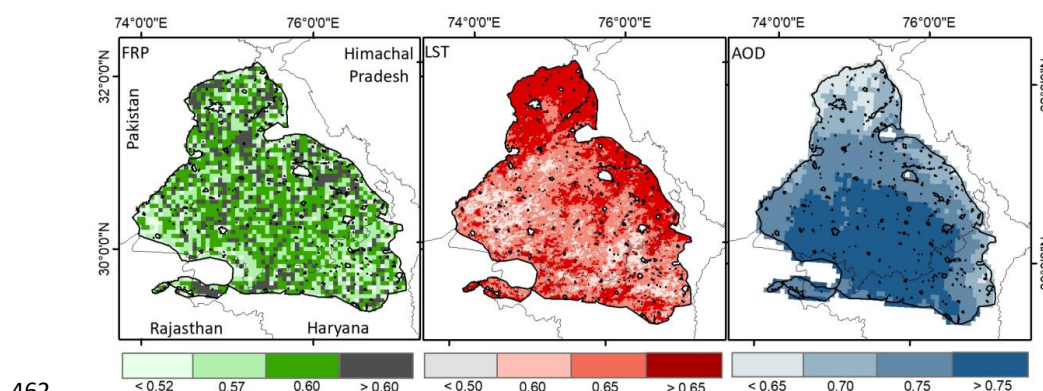 74°0'0"E 76°0'0"E 74°0'0"E 76°0'0"E 74°0'0"E 76°0'0"E
FRP Himachal Pradesh LST AOD
32°0'0"N
Pakistan
30°0'0"N
Rajasthan Haryana
< 0.52 0.57 0.60 > 0.60 < 0.50 0.60 0.65 > 0.65 < 0.65 0.70 0.75 > 0.75
462